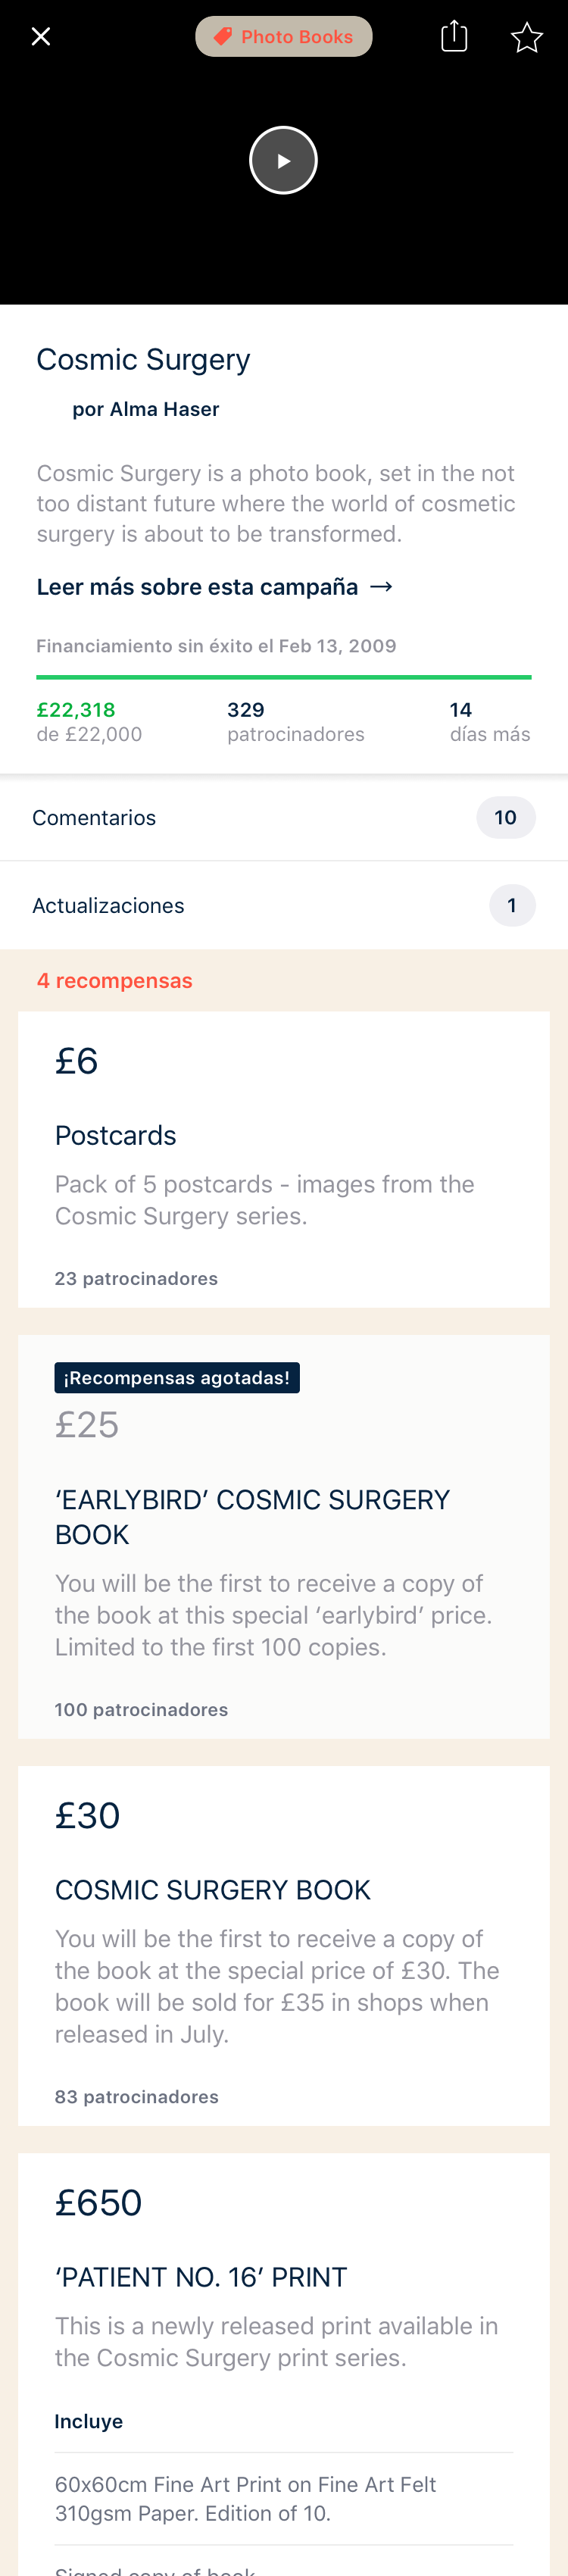 Photo Books
Cosmic Surgery
por Alma Haser
Cosmic Surgery is a photo book, set in the not
too distant future where the world of cosmetic
surgery is about to be transformed.
Leer más sobre esta campaña →
Financiamiento sin éxito el Feb 13, 2009
£22,318
de £22,000
329
patrocinadores
14
días más
Comentarios
10
Actualizaciones
1
4 recompensas
£6
Postcards
Pack of 5 postcards - images from the
Cosmic Surgery series.
23 patrocinadores
¡Recompensas agotadas!
£25
‘EARLYBIRD’ COSMIC SURGERY
BOOK
You will be the first to receive a copy of
the book at this special ‘earlybird’ price.
Limited to the first 100 copies.
100 patrocinadores
£30
COSMIC SURGERY BOOK
You will be the first to receive a copy of
the book at the special price of £30. The
book will be sold for £35 in shops when
released in July.
83 patrocinadores
£650
‘PATIENT NO. 16’ PRINT
This is a newly released print available in
the Cosmic Surgery print series.
Incluye
60x60cm Fine Art Print on Fine Art Felt
310gsm Paper. Edition of 10.
Signed copy of book